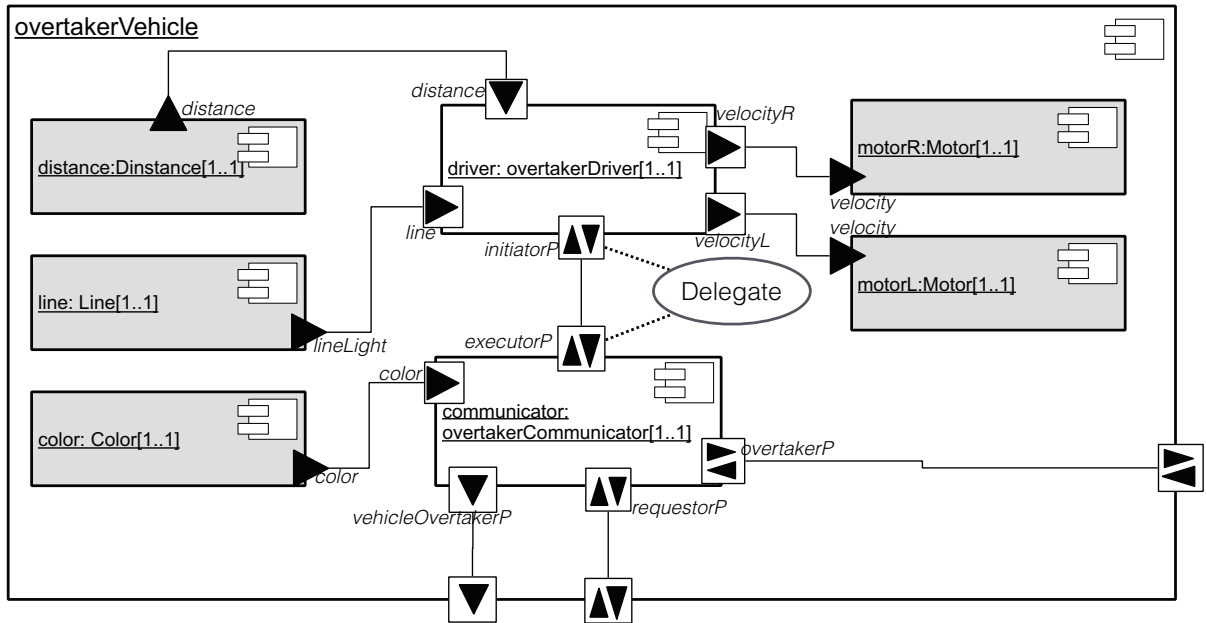 overtakerVehicle
distance
distance
velocityR
distance:Dinstance[1..1]
driver: overtakerDriver[1..1]
motorR:Motor[1..1]
velocity
line
initiatorP
velocityL
velocity
line: Line[1..1]
Delegate
motorL:Motor[1..1]
lineLight
executorP
color
color: Color[1..1]
communicator:
overtakerCommunicator[1..1]
overtakerP
color
vehicleOvertakerP
requestorP